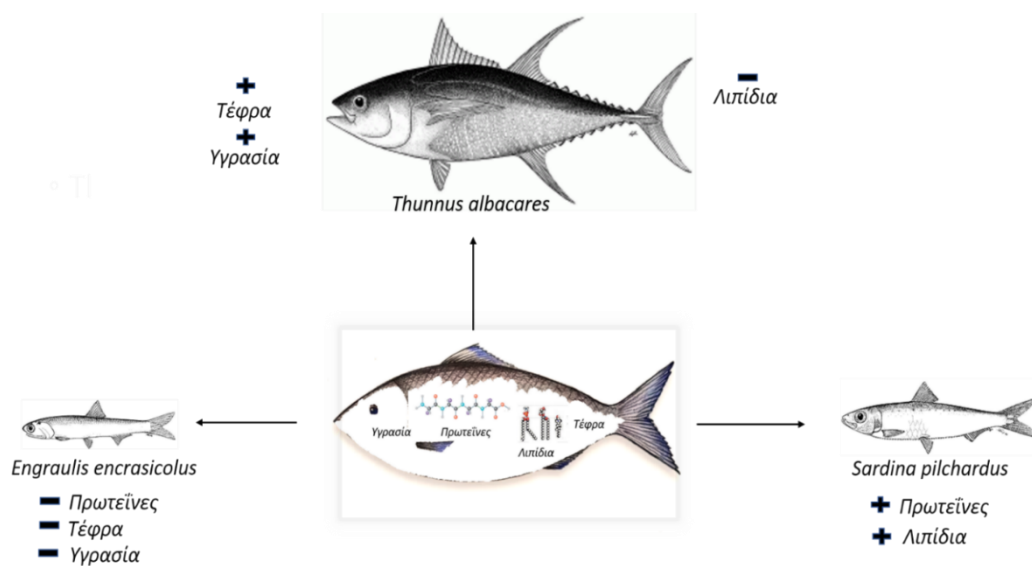 Τέφρα
Υγρασία
Λιπίδια
Thunnus albacares
Υγρασία
Πρωτεΐνες
Λιπίδια
Τέφρα
Engraulis encrasicolus
Πρωτεΐνες
Τέφρα
Υγρασία
Sardina pilchardus
Πρωτεΐνες
Λιπίδια